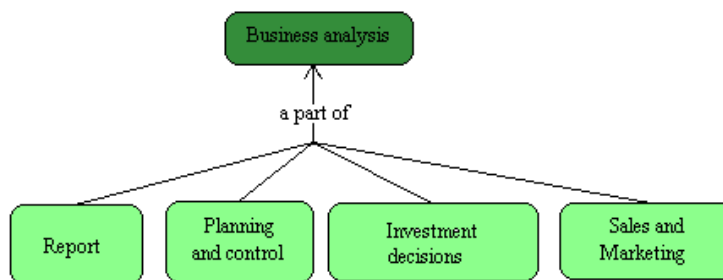 Business analysis
a part of
Report
Planning
and control
Investment
decisions
Sales and
Marketing